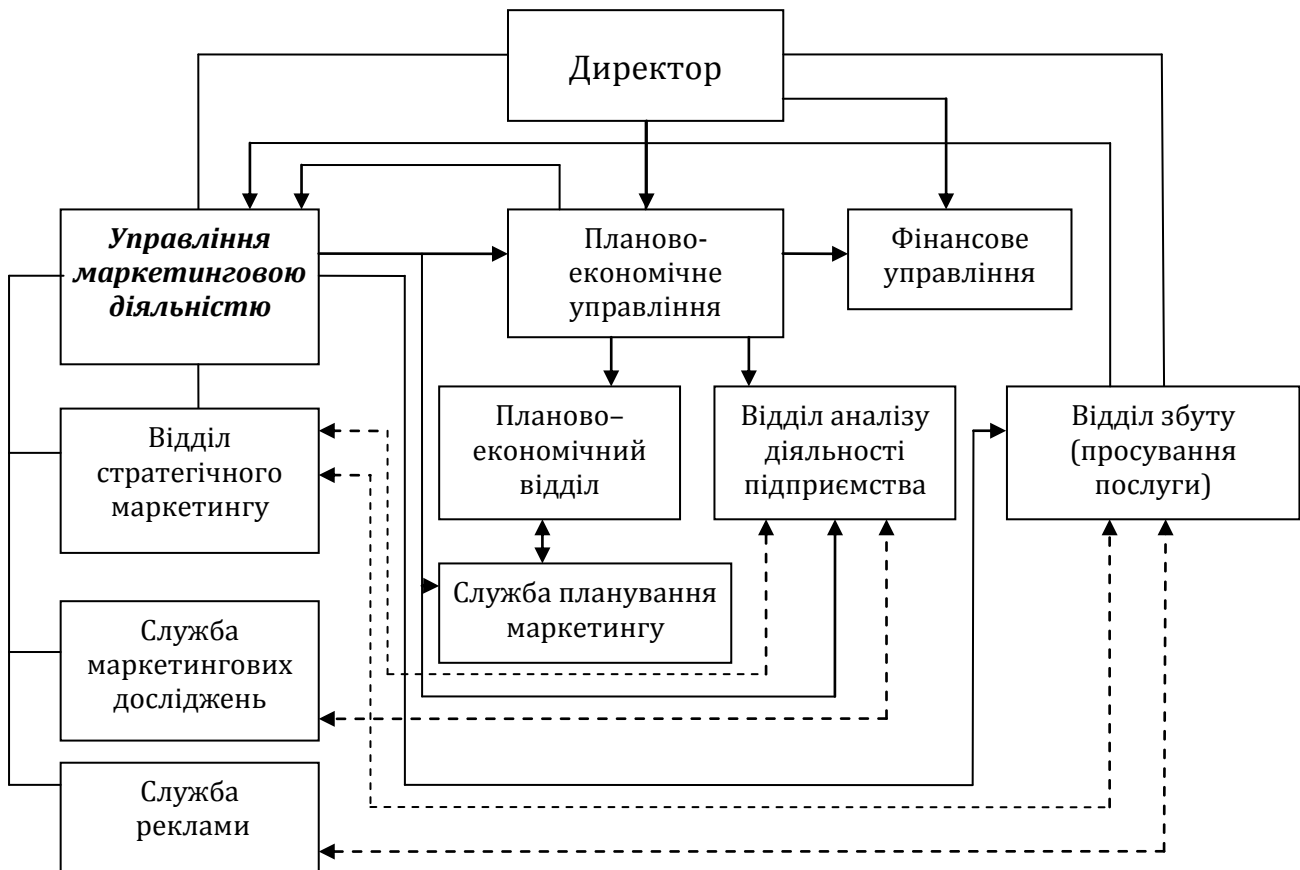 Директор
Управління
маркетинговою
діяльністю
Планово-
економічне
управління
Фінансове
управління
Відділ
стратегічного
маркетингу
Планово–
економічний
відділ
Відділ аналізу
діяльності
підприємства
Відділ збуту
(просування
послуги)
Служба планування
маркетингу
Служба
маркетингових
досліджень
Служба
реклами